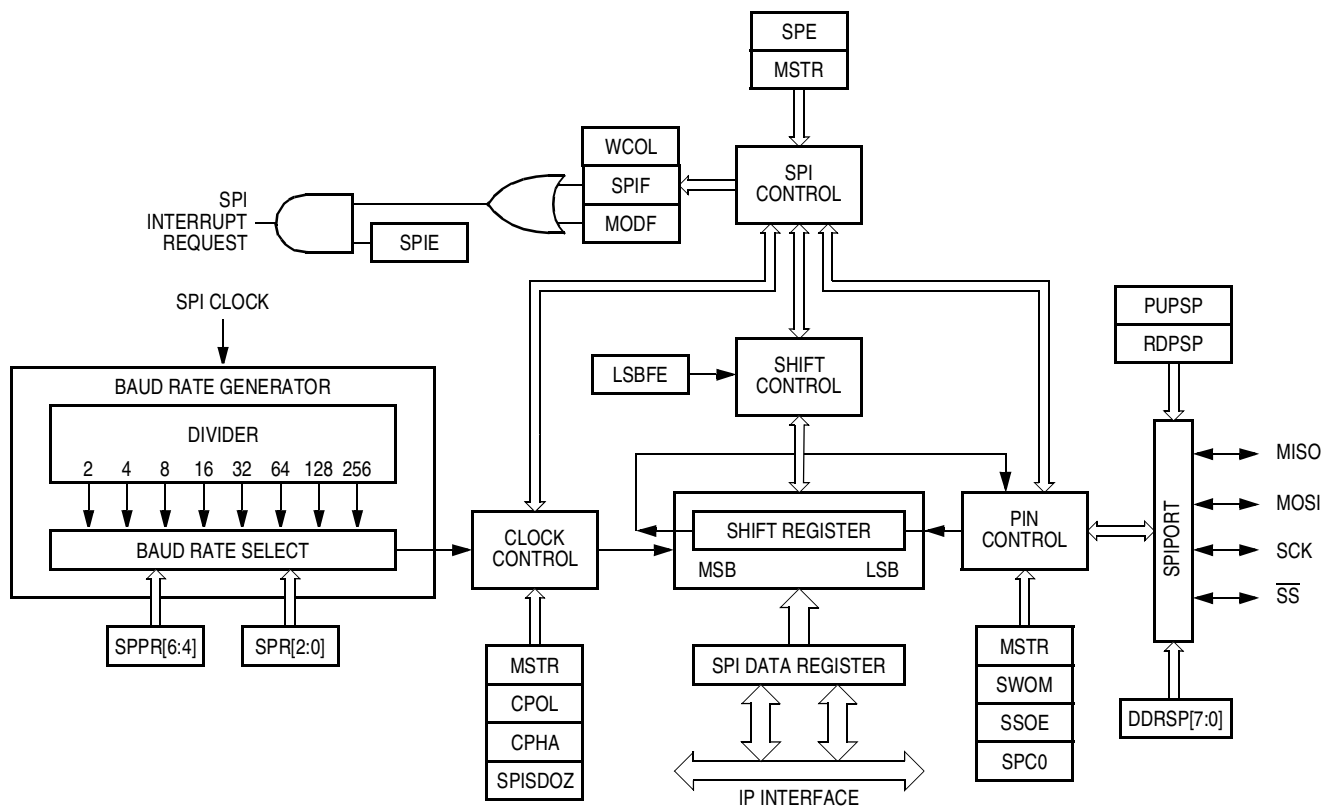 SPE
MSTR
WCOL
SPIF
MODF
SPI
CONTROL
SPI
INTERRUPT
REQUEST
SPIE
SPI CLOCK
PUPSP
RDPSP
LSBFE
SHIFT
CONTROL
BAUD RATE GENERATOR
DIVIDER
2 4 8 16 32 64 128 256
BAUD RATE SELECT
SPPR[6:4]
SPR[2:0]
CLOCK
CONTROL
MSTR
CPOL
CPHA
SPISDOZ
SHIFT REGISTER
MSB LSB
SPI DATA REGISTER
IP INTERFACE
PIN
CONTROL
MSTR
SWOM
SSOE
SPC0
SPIPORT
MISO
MOSI
SCK
SS
DDRSP[7:0]